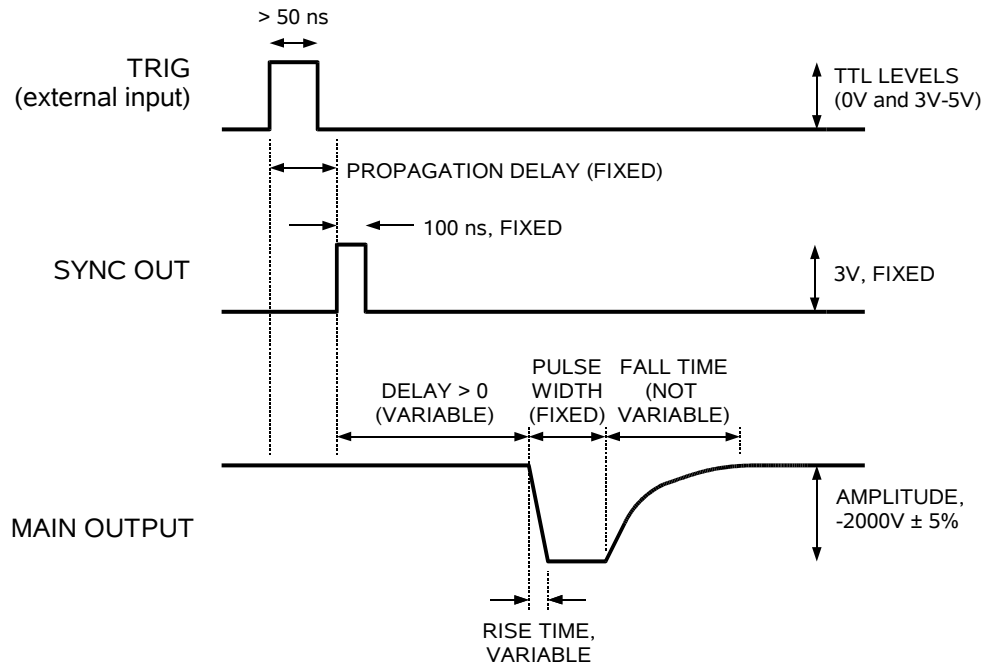 > 50 ns
TRIG
(external input)
TTL LEVELS
(0V and 3V-5V)
PROPAGATION DELAY (FIXED)
100 ns, FIXED
SYNC OUT
3V, FIXED
DELAY > 0
(VARIABLE)
PULSE
WIDTH
(FIXED)
FALL TIME
(NOT
VARIABLE)
MAIN OUTPUT
AMPLITUDE,
-2000V ± 5%
RISE TIME,
VARIABLE